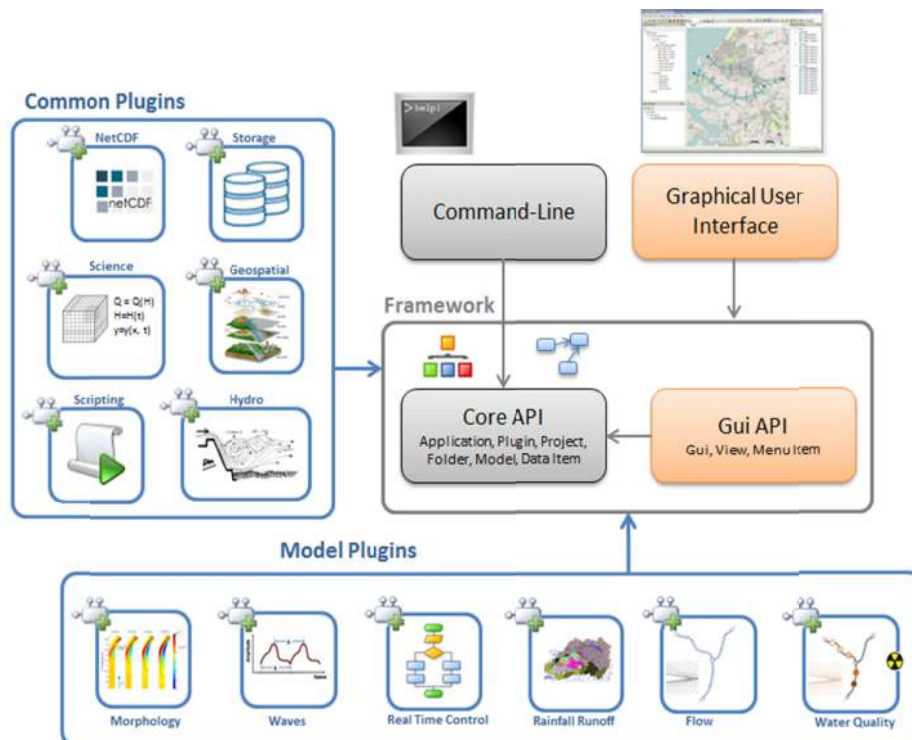 Common Plugins
NetCDF
Storage
netCDF
Science
Geospatial
Q = Q(H)
H=H(t)
y=y(x, t)
Scripting
Hydro
Command-Line
Graphical User
Interface
Framework
Core API
Application, Plugin, Project,
Folder, Model, Data Item
Gui API
Gui, View, Menu Item
Model Plugins
Morphology
Waves
Real Time Control
Rainfall Runoff
Flow
Water Quality